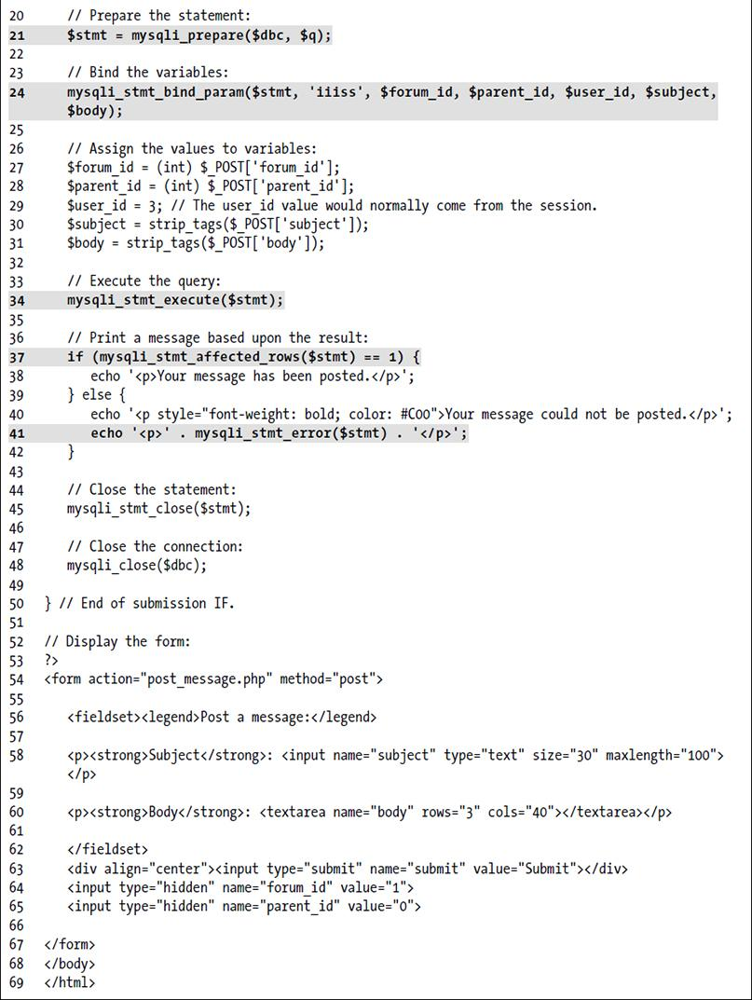 20 // Prepare the statement:
21 $stmt = mysqli_prepare($dbc, $q);
22
23 // Bind the variables:
24 mysqli_stmt_bind_param($stmt, 'iiiss', $forum_id, $parent_id, $user_id, $subject,
$body);
25
26 // Assign the values to variables:
27 $forum_id = (int) $_POST['forum_id'];
28 $parent_id = (int) $_POST['parent_id'];
29 $user_id = 3; // The user_id value would normally come from the session.
30 $subject = strip_tags($_POST['subject']);
31 $body = strip_tags($_POST['body']);
32
33 // Execute the query:
34 mysqli_stmt_execute($stmt);
35
36 // Print a message based upon the result:
37 if (mysqli_stmt_affected_rows($stmt) == 1) {
38 echo '<p>Your message has been posted.</p>';
39 } else {
40 echo '<p style="font-weight: bold; color: #C00">Your message could not be posted.</p>';
41 echo '<p>' . mysqli_stmt_error($stmt) . '</p>';
42 }
43
44 // Close the statement:
45 mysqli_stmt_close($stmt);
46
47 // Close the connection:
48 mysqli_close($dbc);
49
50 } // End of submission IF.
51
52 // Display the form:
53 ?>
54 <form action="post_message.php" method="post">
55
56 <fieldset><legend>Post a message:</legend>
57
58 <p><strong>Subject</strong>: <input name="subject" type="text" size="30" maxlength="100">
</p>
59
60 <p><strong>Body</strong>: <textarea name="body" rows="3" cols="40"></textarea></p>
61
62 </fieldset>
63 <div align="center"><input type="submit" name="submit" value="Submit"></div>
64 <input type="hidden" name="forum_id" value="1">
65 <input type="hidden" name="parent_id" value="0">
66
67 </form>
68 </body>
69 </html>